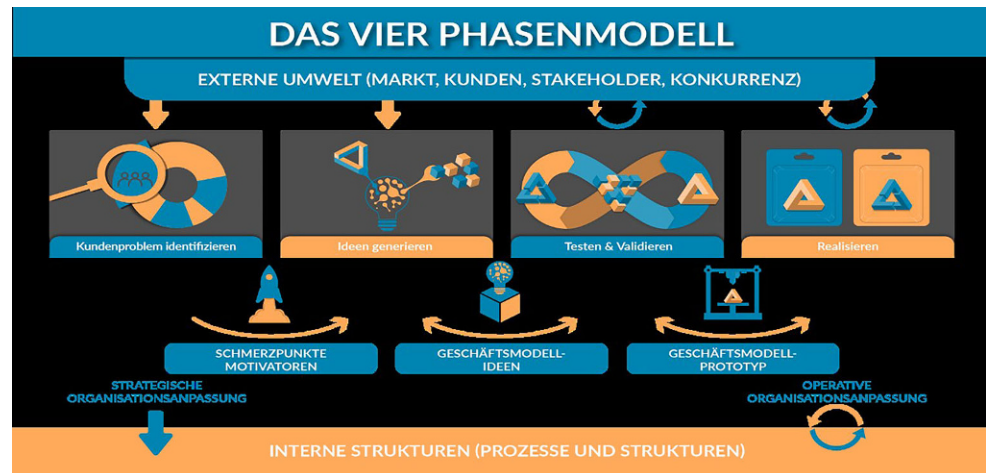 DAS VIER PHASENMODELL
EXTERNE UMWELT (MARKT, KUNDEN, STAKEHOLDER, KONKURRENZ)
Kundenproblem identifizieren
Ideen generieren
Testen & Validieren
Realisieren
SCHMERZPUNKTE
MOTIVATOREN
GESCHÄFTSMODELL-
IDEEN
GESCHÄFTSMODELL-
PROTOTYP
STRATEGISCHE
ORGANISATIONSANPASSUNG
OPERATIVE
ORGANISATIONSANPASSUNG
INTERNE STRUKTUREN (PROZESSE UND STRUKTUREN)